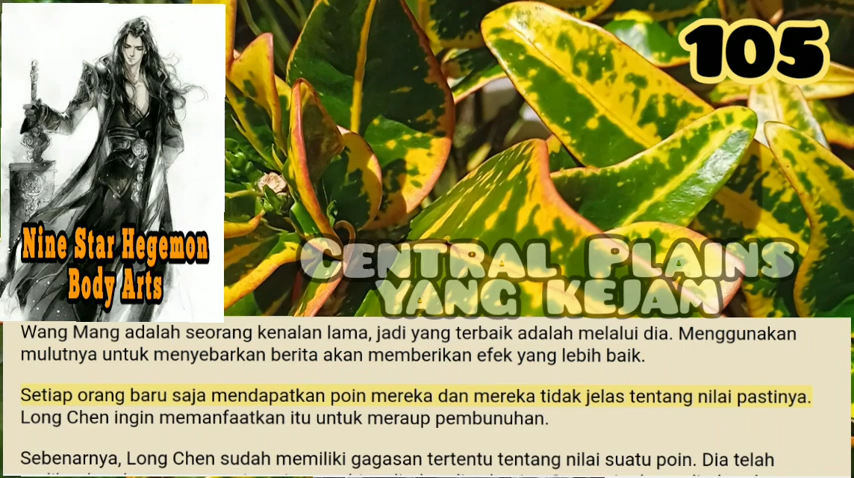 105
Nine Star Hegemon
Body Arts
Central Plains
Yang Kejam
Wang Mang adalah seorang kenalan lama, jadi yang terbaik adalah melalui dia. Menggunakan
mulutnya untuk menyebarkan berita akan memberikan efek yang lebih baik.
Setiap orang baru saja mendapatkan poin mereka dan mereka tidak jelas tentang nilai pastinya.
Long Chen ingin memanfaatkan itu untuk meraup pembunuhan.
Sebenarnya, Long Chen sudah memiliki gagasan tertentu tentang nilai suatu poin. Dia telah